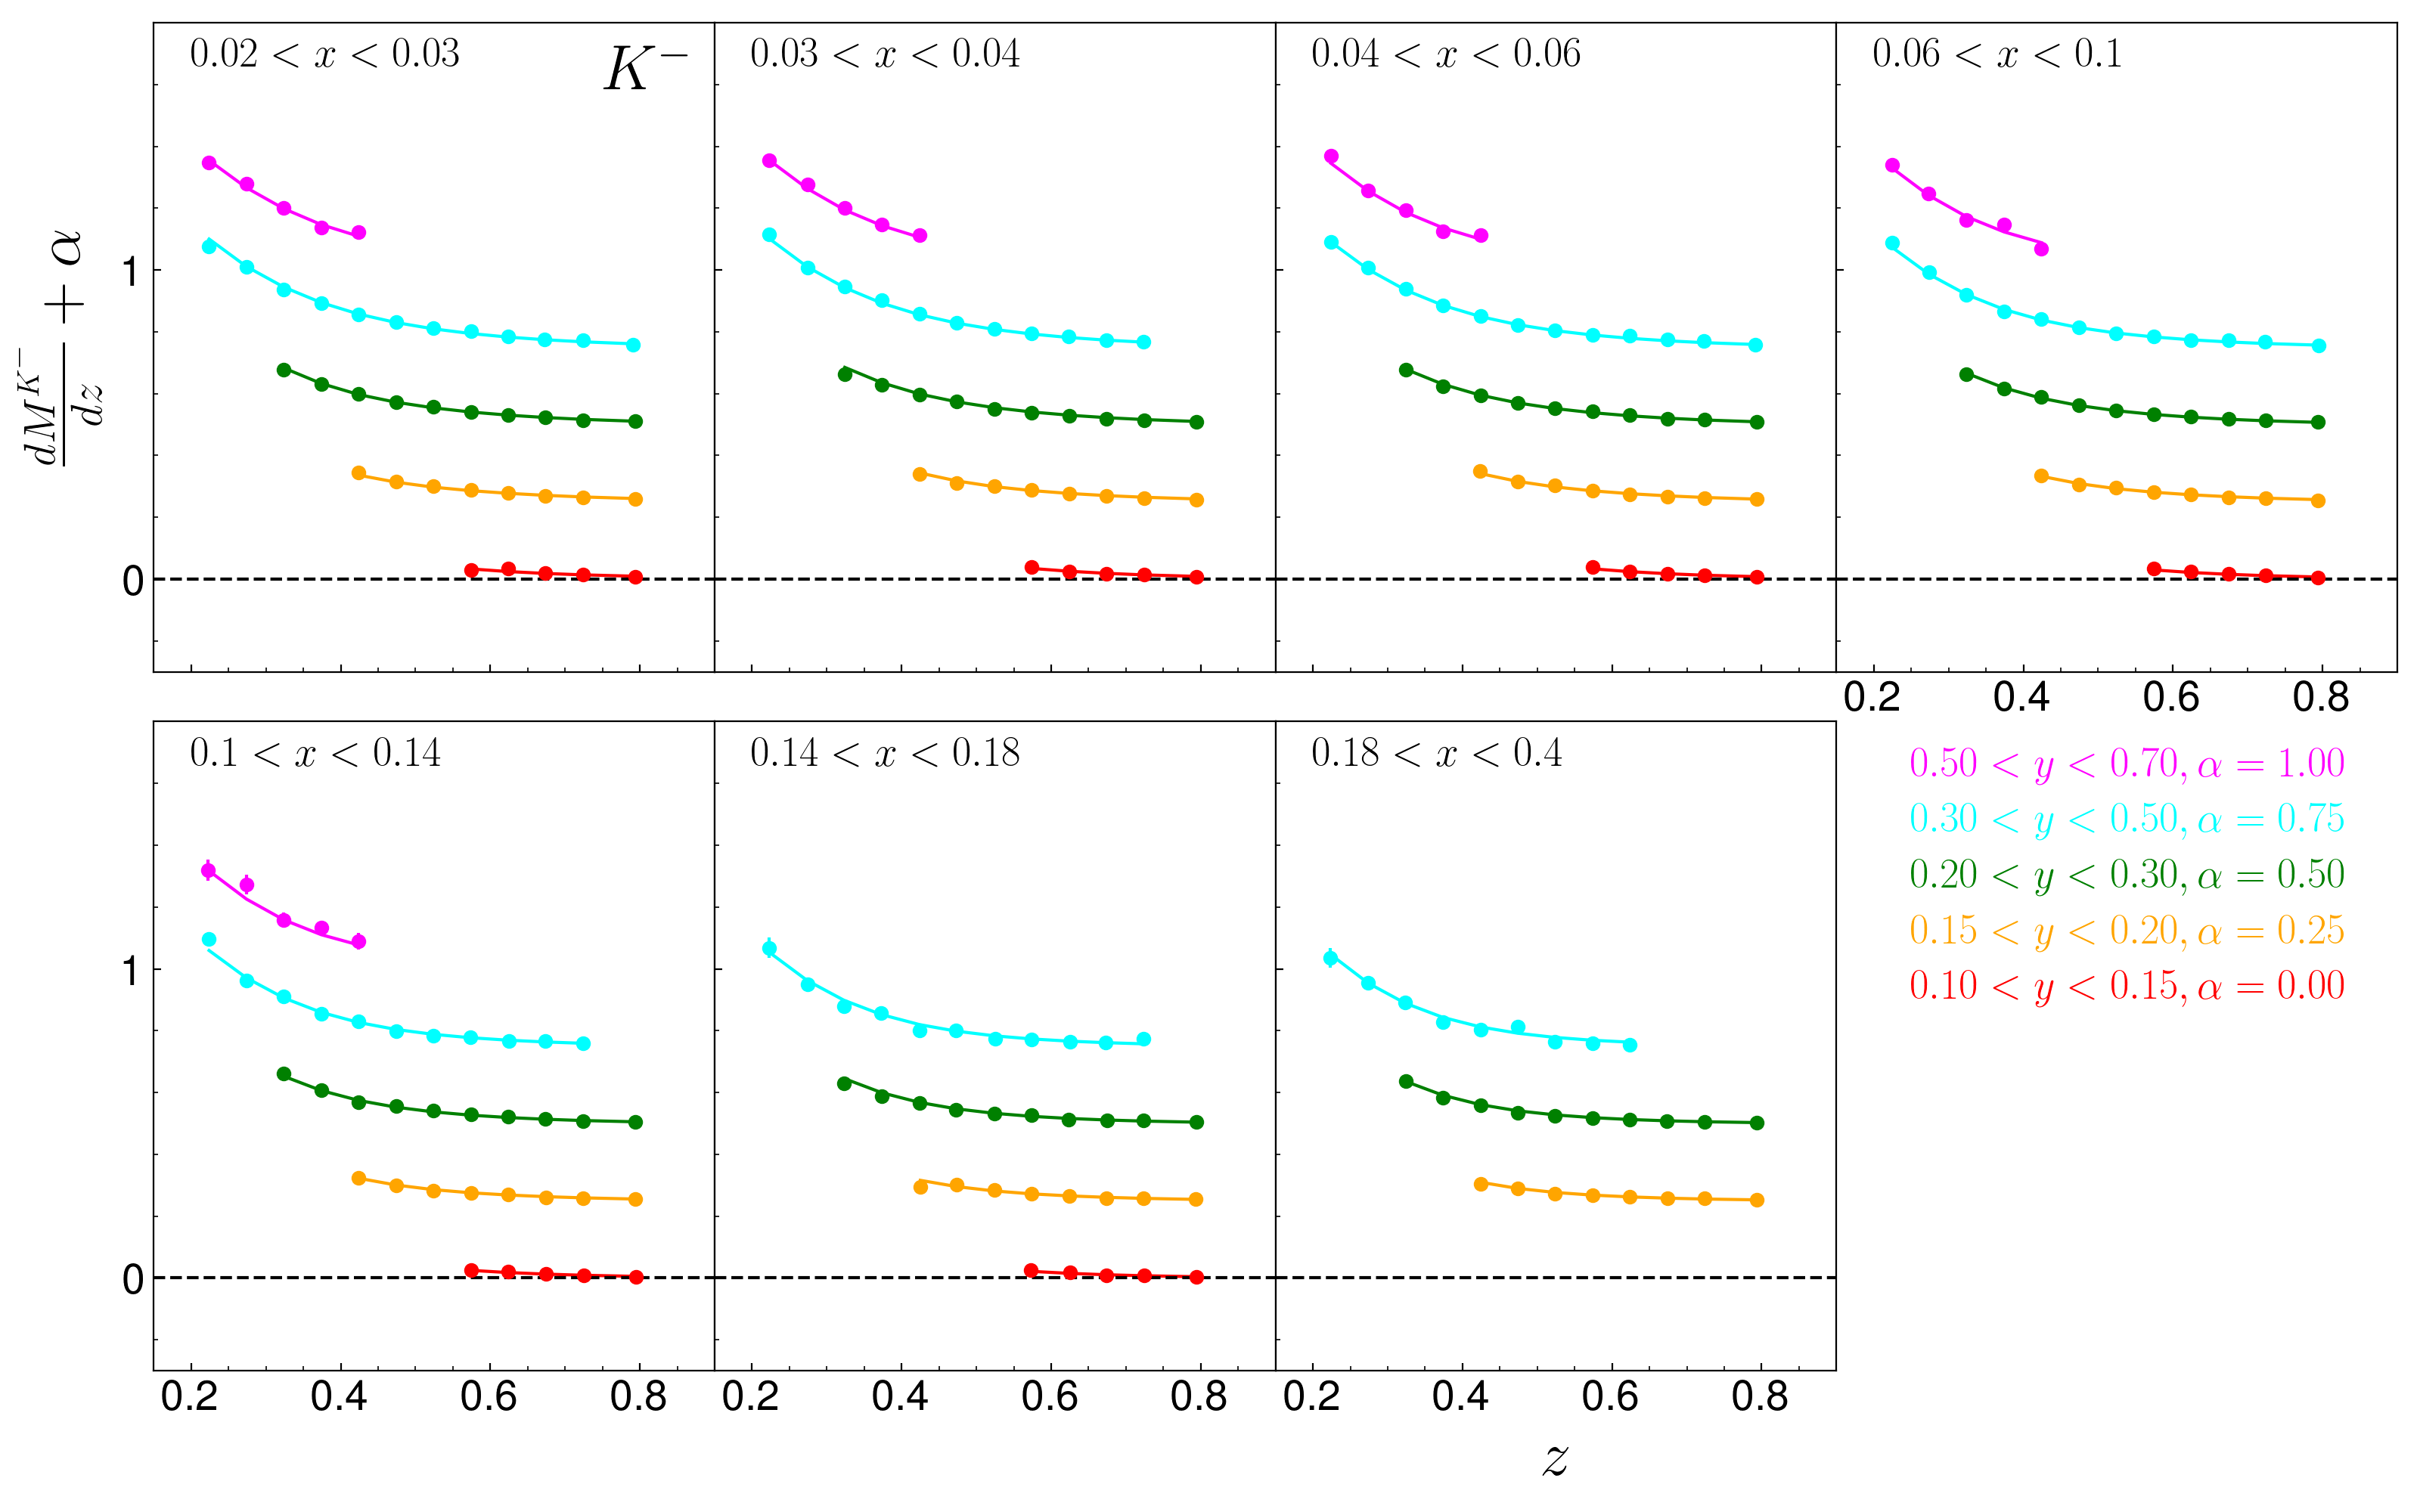 0.02 < x < 0.03 K⁻ 0.03 < x < 0.04 0.04 < x < 0.06 0.06 < x < 0.1
dM^{K⁻}/dz + α
1
0
0.2 0.4 0.6 0.8
0.1 < x < 0.14 0.14 < x < 0.18 0.18 < x < 0.4
0.50 < y < 0.70, α = 1.00
0.30 < y < 0.50, α = 0.75
0.20 < y < 0.30, α = 0.50
0.15 < y < 0.20, α = 0.25
0.10 < y < 0.15, α = 0.00
1
0
0.2 0.4 0.6 0.8 0.2 0.4 0.6 0.8 0.2 0.4 0.6 0.8
z